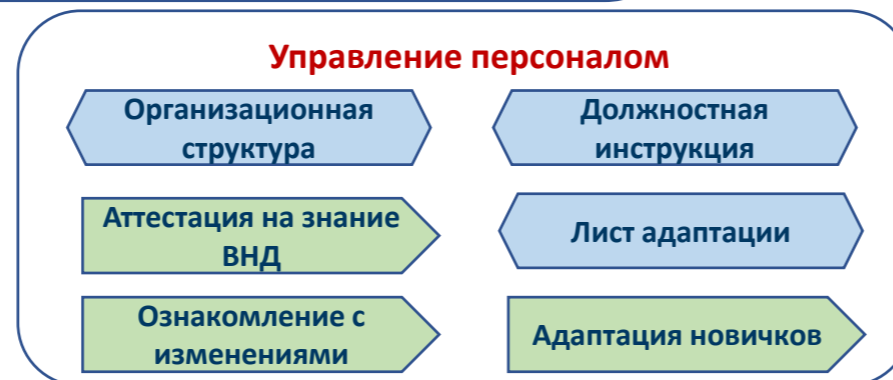 Управление персоналом
Организационная
структура
Должностная
инструкция
Аттестация на знание
ВНД
Лист адаптации
Ознакомление с
изменениями
Адаптация новичков